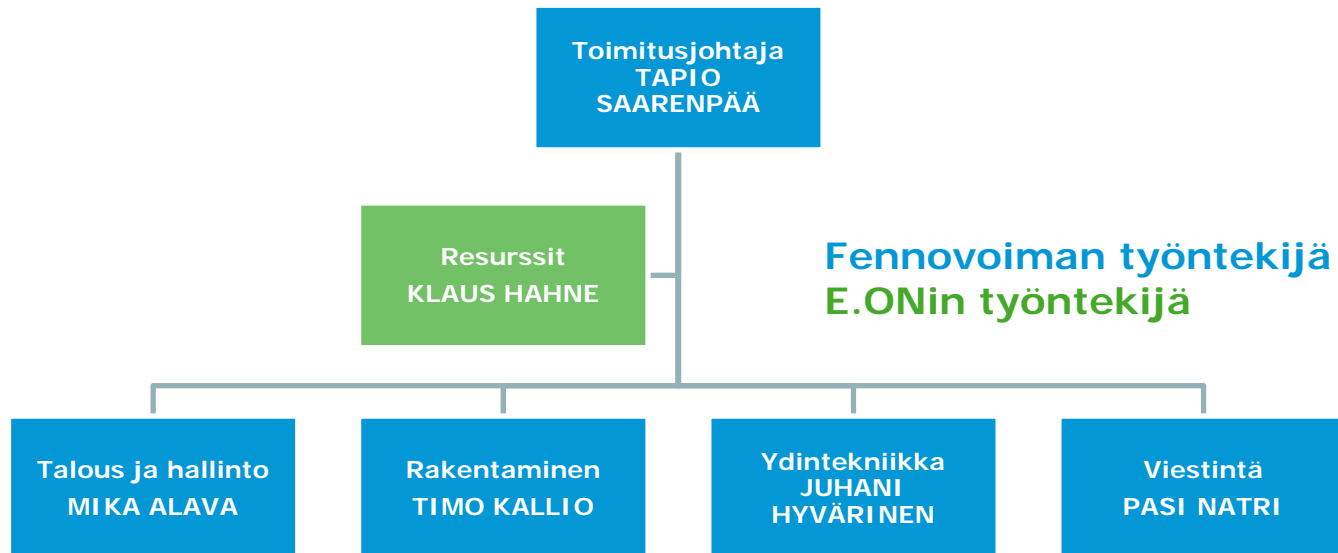 Toimitusjohtaja
TAPIO
SAARENPÄÄ
Resurssit
KLAUS HAHNE
Fennovoiman työntekijä
E.ONin työntekijä
Talous ja hallinto
MIKA ALAVA
Rakentaminen
TIMO KALLIO
Ydintekniikka
JUHANI
HYVÄRINEN
Viestintä
PASI NATRI